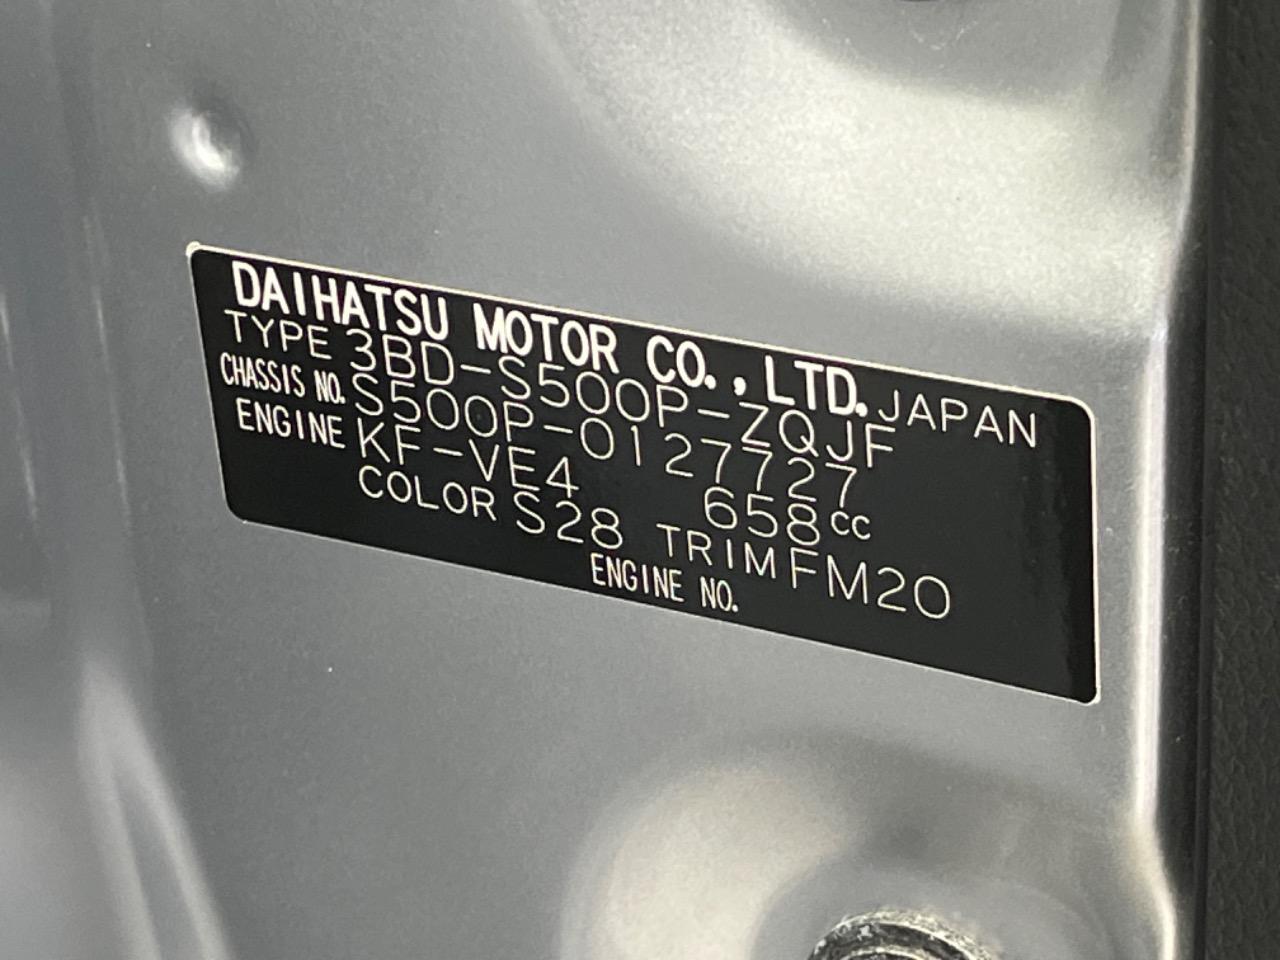 DAIHATSU MOTOR CO., LTD. JAPAN
TYPE 3BD-S500P-ZQJF
CHASSIS NO. S500P-0127727
ENGINE KF-VE4 658cc
COLOR S28 TRIM FM20
ENGINE NO.